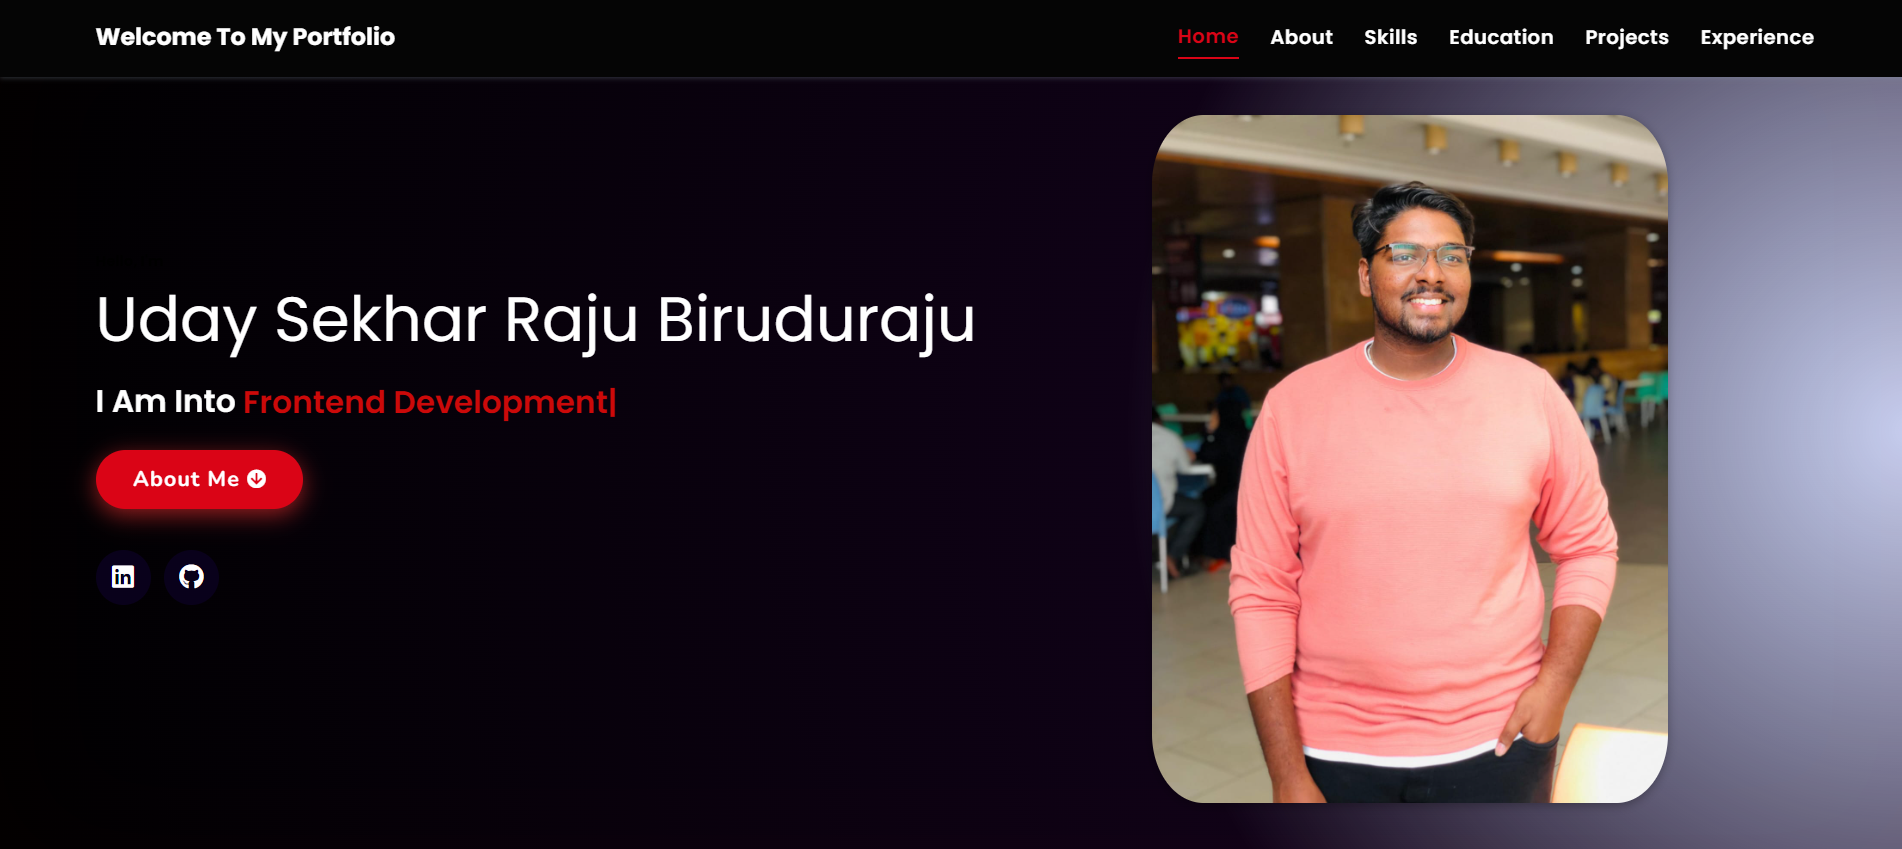 Welcome To My Portfolio
Home About Skills Education Projects Experience
Uday Sekhar Raju Biruduraju
I Am Into Frontend Development|
About Me
in